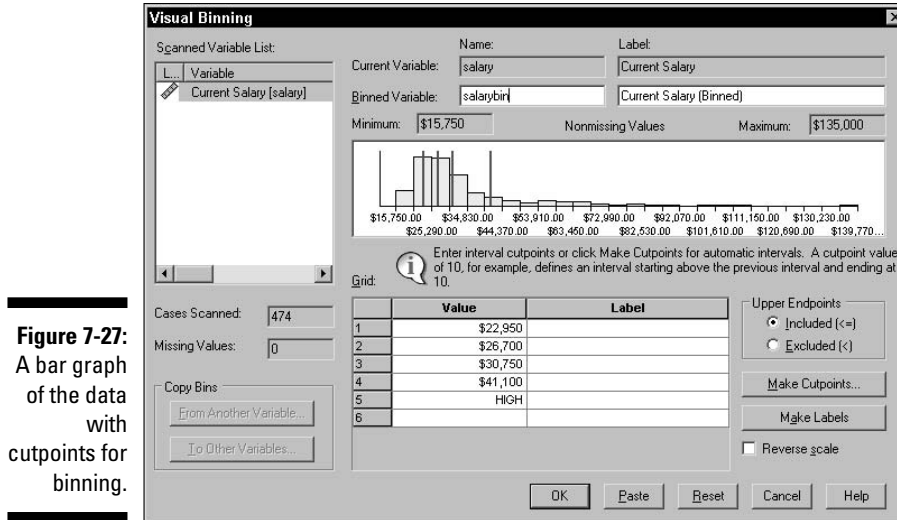 Visual Binning
Scanned Variable List:
L... Variable
Current Salary [salary]
Name: Label:
Current Variable: salary Current Salary
Binned Variable: salarybin Current Salary (Binned)
Minimum: $15,750 Nonmissing Values Maximum: $135,000
$15,750.00 $34,830.00 $53,910.00 $72,990.00 $92,070.00 $111,150.00 $130,230.00
$25,290.00 $44,370.00 $63,450.00 $82,530.00 $101,610.00 $120,690.00 $139,770...
Enter interval cutpoints or click Make Cutpoints for automatic intervals. A cutpoint value
of 10, for example, defines an interval starting above the previous interval and ending at
10.
Grid:
Value Label
1 $22,950
2 $26,700
3 $30,750
4 $41,100
5 HIGH
6
Cases Scanned: 474
Missing Values: 0
Copy Bins
From Another Variable...
To Other Variables...
Upper Endpoints
Included (<=)
Excluded (<)
Make Cutpoints...
Make Labels
Reverse scale
OK Paste Reset Cancel Help
Figure 7-27:
A bar graph
of the data
with
cutpoints for
binning.